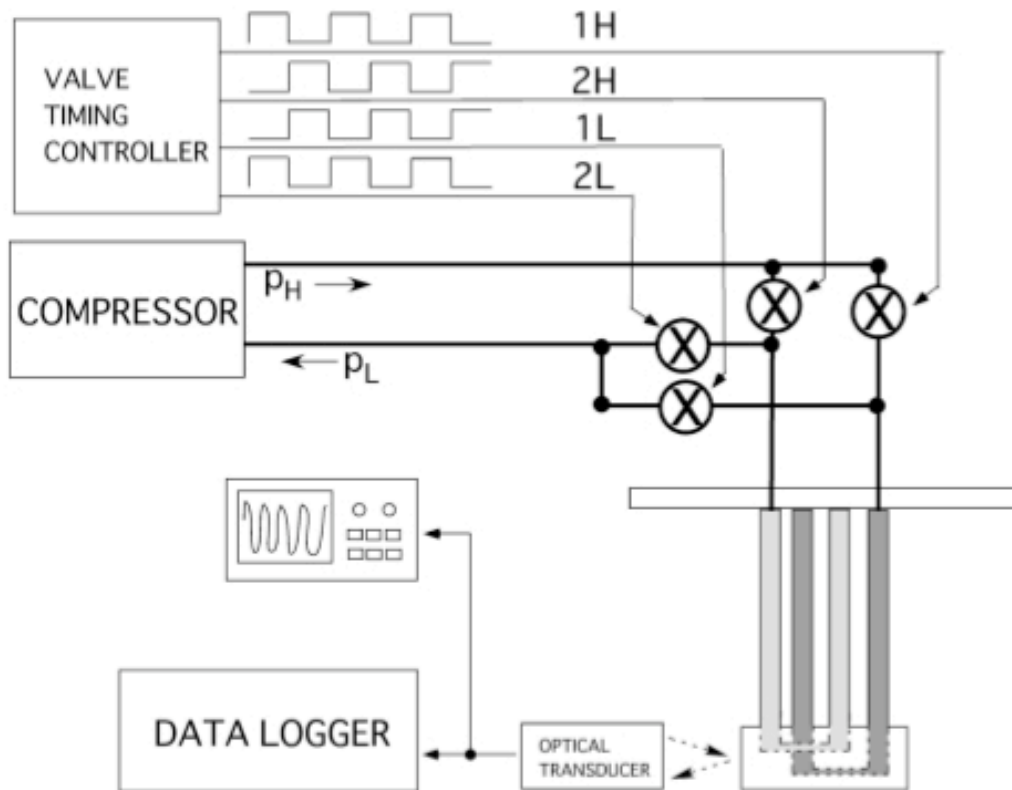 1H
VALVE
2H
TIMING
1L
CONTROLLER
2L
COMPRESSOR
pH
pL
DATA LOGGER
OPTICAL
TRANSDUCER